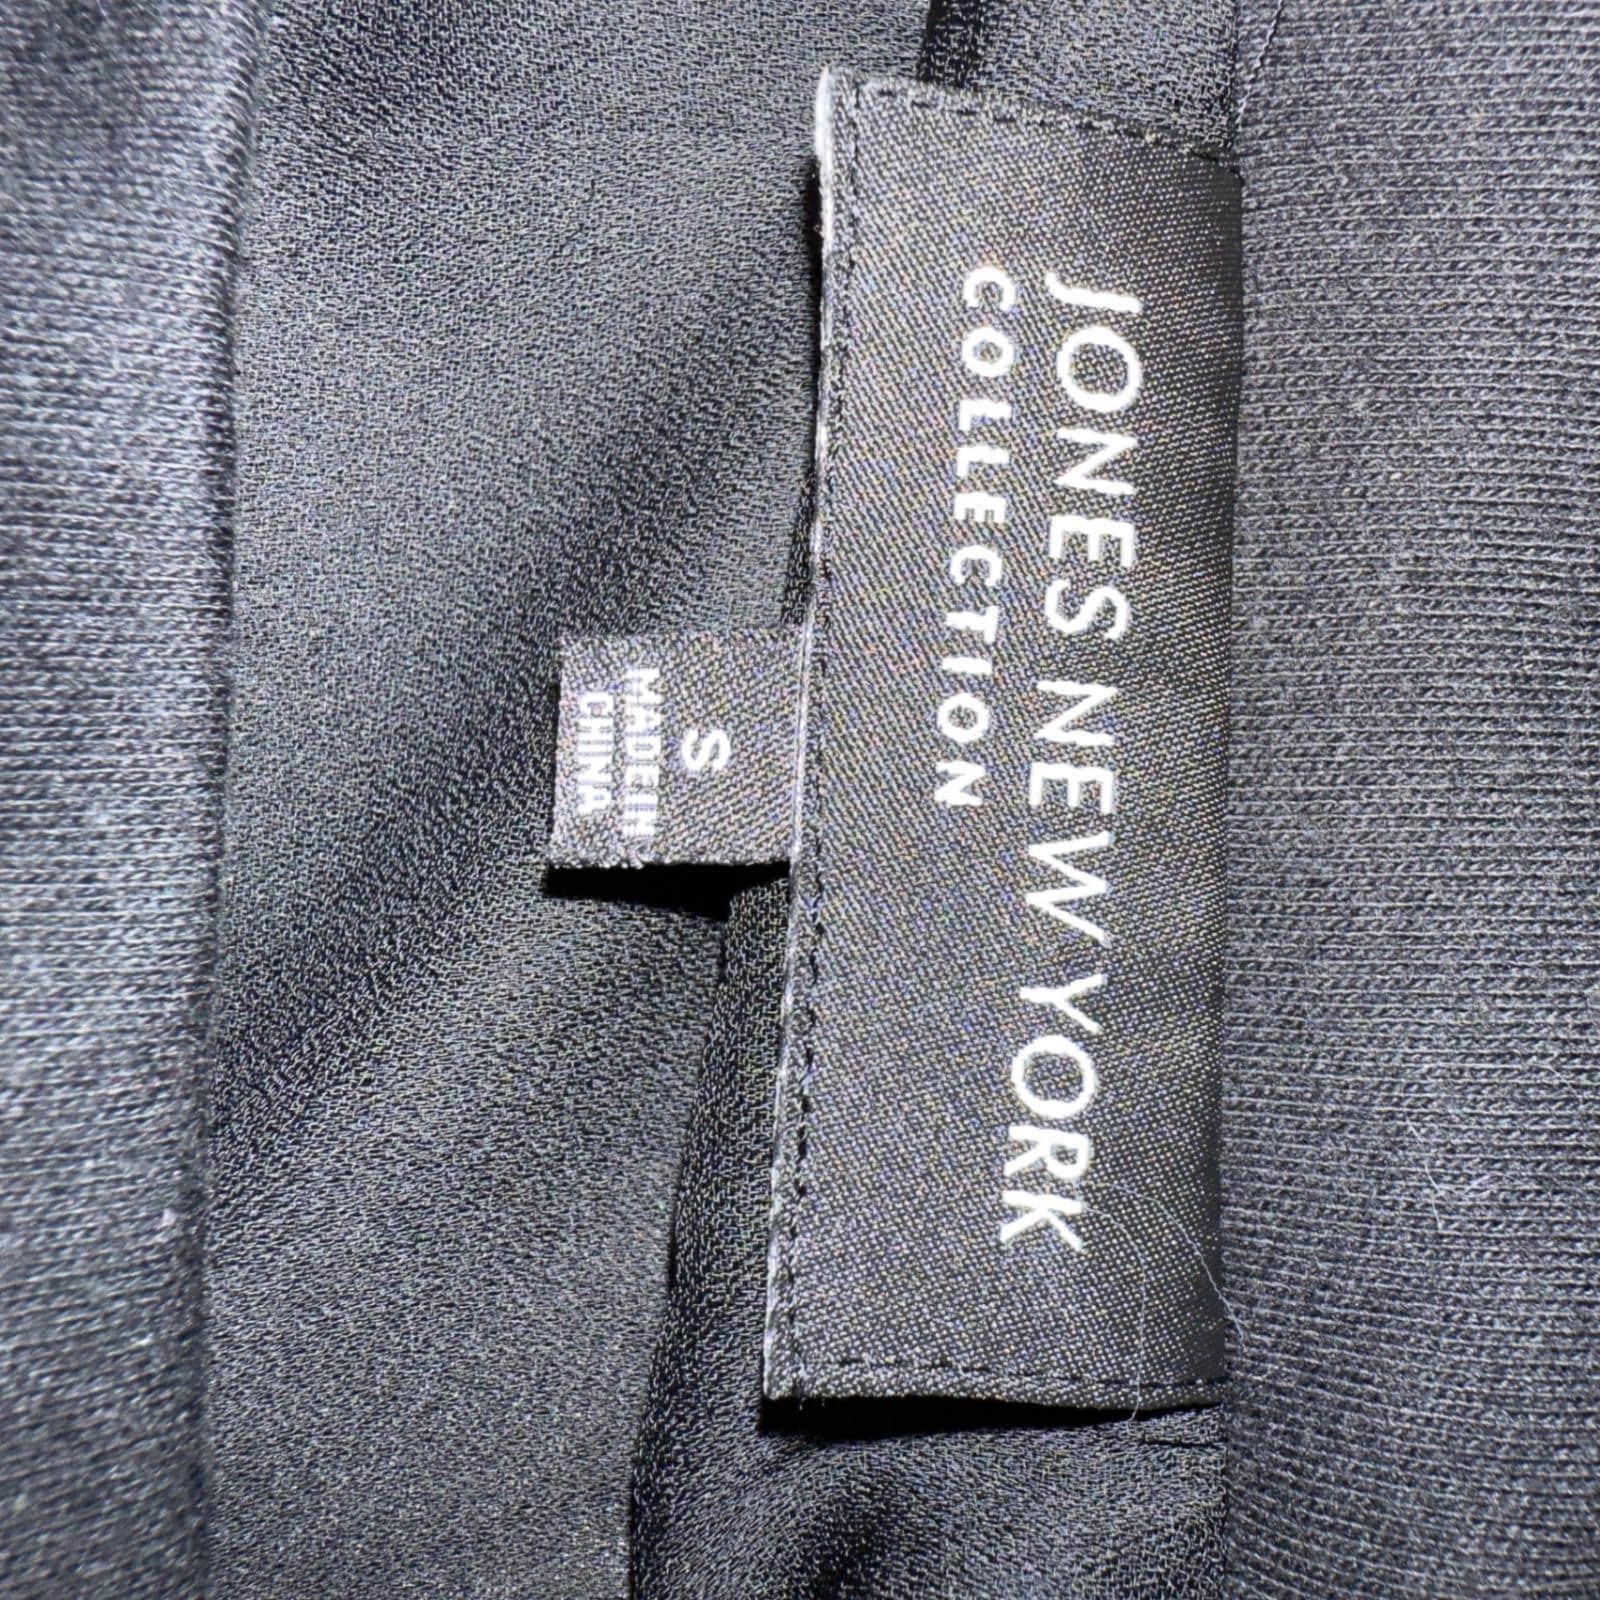 JONES NEW YORK
COLLECTION
S
MADE IN
CHINA